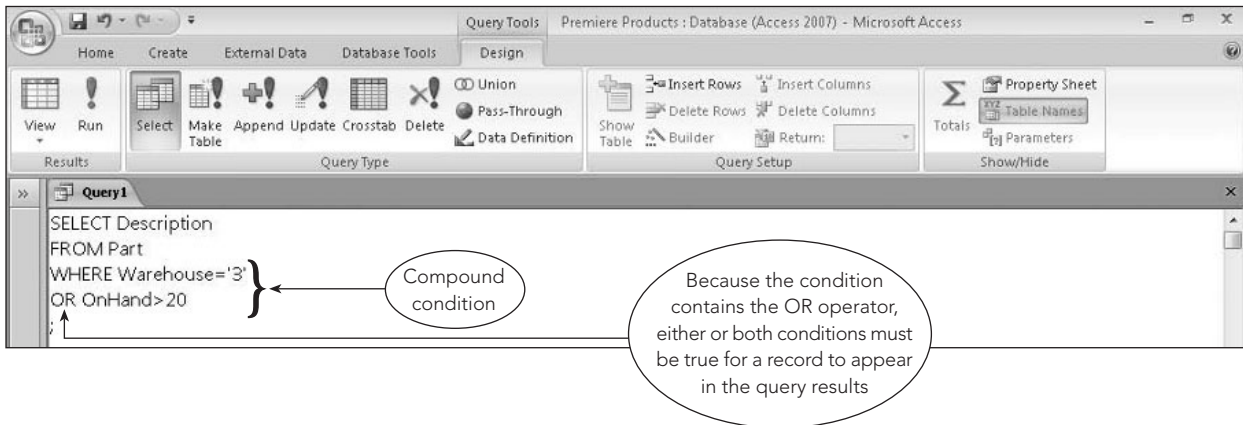 Query Tools
Premiere Products : Database (Access 2007) - Microsoft Access
Home
Create
External Data
Database Tools
Design
View
Run
Results
Select
Make Table
Append
Update
Crosstab
Delete
Union
Pass-Through
Data Definition
Query Type
Show Table
Insert Rows
Delete Rows
Builder
Insert Columns
Delete Columns
Return:
Query Setup
Totals
Property Sheet
XYZ
Table Names
[?]
Parameters
Show/Hide
Query1
SELECT Description
FROM Part
WHERE Warehouse='3'
OR OnHand>20
;
Compound
condition
Because the condition
contains the OR operator,
either or both conditions must
be true for a record to appear
in the query results